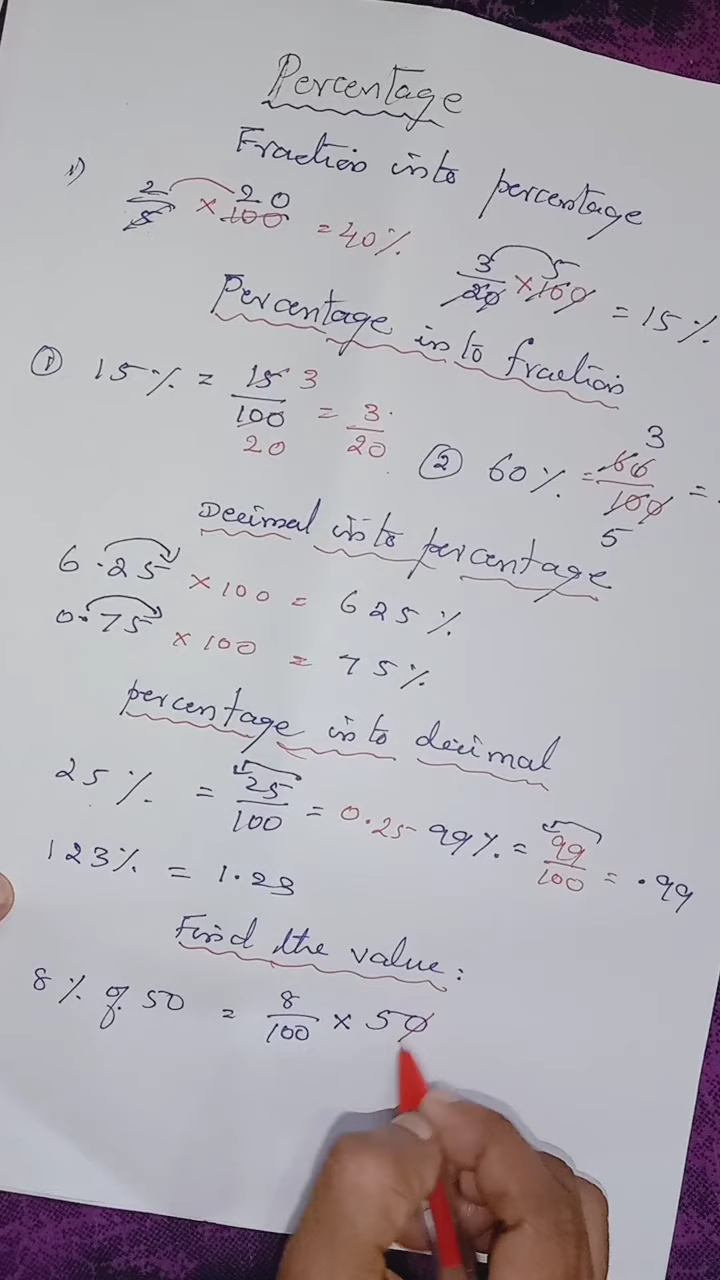 Percentage
Fraction into percentage
1) 2/5 × 100 20 = 40%
3/20 × 100 5 = 15%
Percentage into fraction
① 15% = 15/100 3 20 = 3/20
② 60% = 60/100 3 5 =
Decimal into percentage
6.25 × 100 = 625%
0.75 × 100 = 75%
percentage into decimal
25% = 25/100 = 0.25
99% = 99/100 = .99
123% = 1.23
Find the value:
8% of 50 = 8/100 × 50